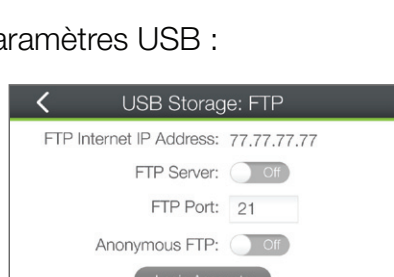 aramètres USB :
USB Storage: FTP
FTP Internet IP Address: 77.77.77.77
FTP Server: Off
FTP Port: 21
Anonymous FTP: Off